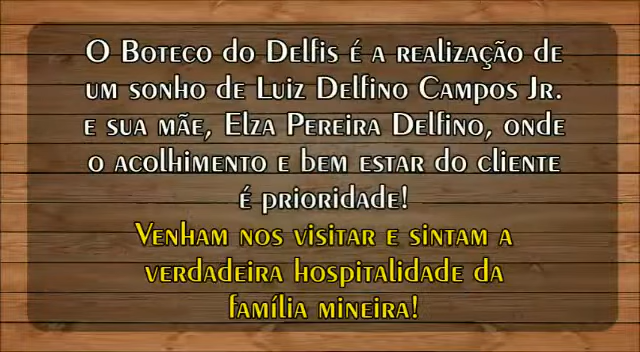 O Boteco do Delfis é a realização de
um sonho de Luiz Delfino Campos Jr.
e sua mãe, Elza Pereira Delfino, onde
o acolhimento e bem estar do cliente
é prioridade!
Venham nos visitar e sintam a
verdadeira hospitalidade da
família mineira!